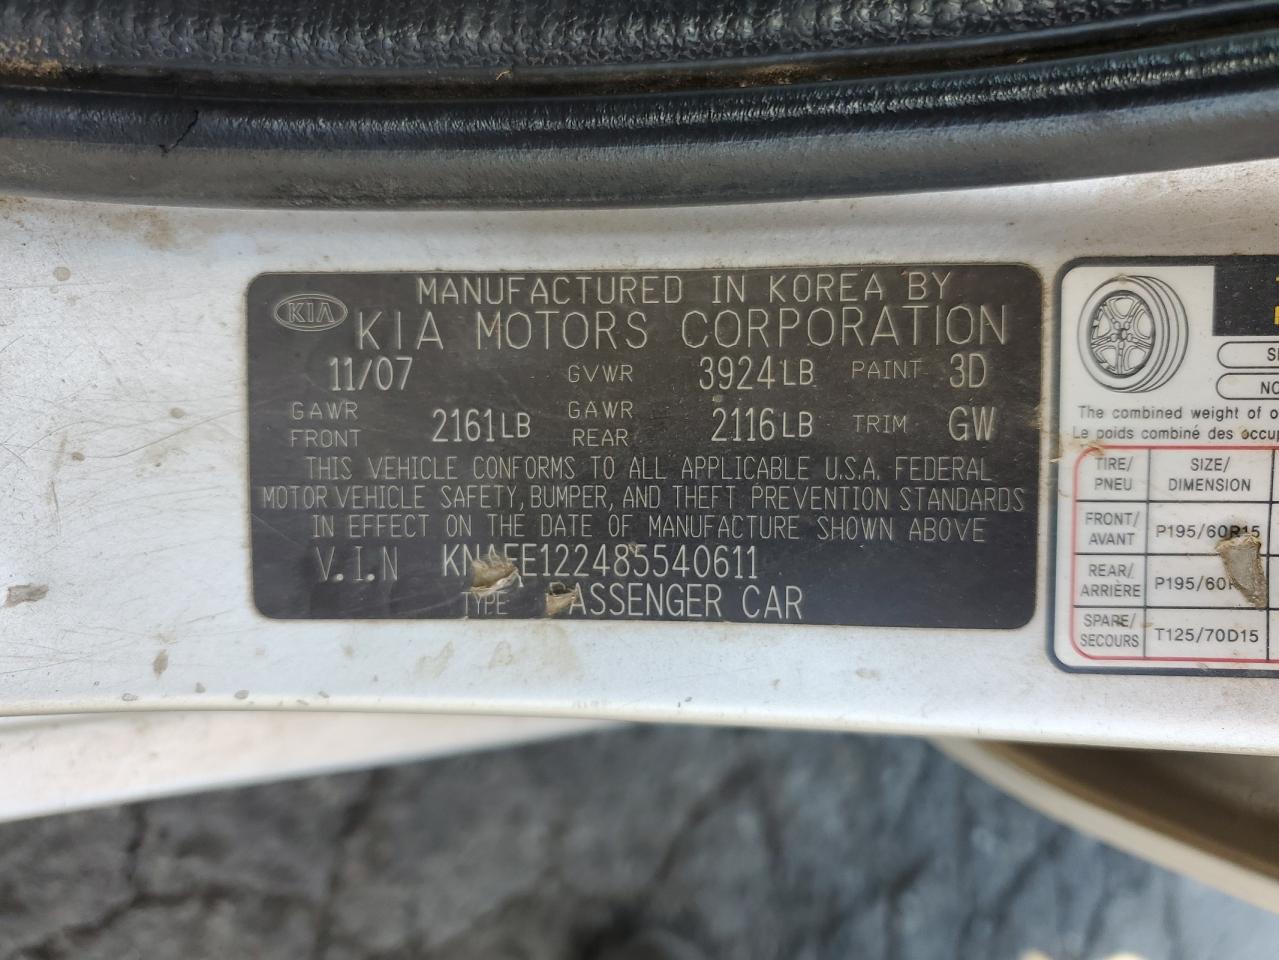 MANUFACTURED IN KOREA BY
KIA
KIA MOTORS CORPORATION
11/07 GVWR 3924LB PAINT 3D
GAWR FRONT 2161LB GAWR REAR 2116LB TRIM GW
THIS VEHICLE CONFORMS TO ALL APPLICABLE U.S.A. FEDERAL
MOTOR VEHICLE SAFETY, BUMPER, AND THEFT PREVENTION STANDARDS
IN EFFECT ON THE DATE OF MANUFACTURE SHOWN ABOVE
V.I.N KNAFE122485540611
TYPE PASSENGER CAR
The combined weight of
Le poids combiné des
TIRE/PNEU SIZE/DIMENSION
FRONT/AVANT P195/60R15
REAR/ARRIÈRE
SPARE/SECOURS T125/70D15